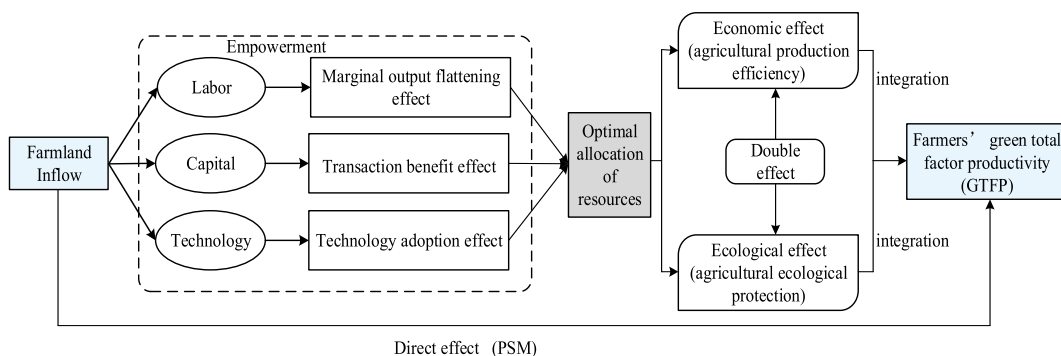 Empowerment
Farmland
Inflow
Labor
Capital
Technology
Marginal output flattening
effect
Transaction benefit effect
Technology adoption effect
Optimal
allocation
of
resources
Economic effect
(agricultural production
efficiency)
Double
effect
Ecological effect
(agricultural ecological
protection)
integration
integration
Farmers’ green total
factor productivity
(GTFP)
Direct effect (PSM)